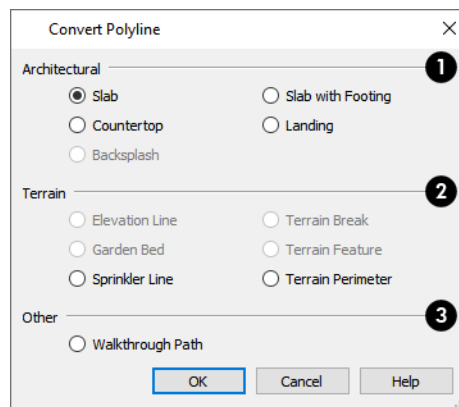 Convert Polyline
Architectural 1
Slab Slab with Footing
Countertop Landing
Backsplash
Terrain 2
Elevation Line Terrain Break
Garden Bed Terrain Feature
Sprinkler Line Terrain Perimeter
Other 3
Walkthrough Path
OK Cancel Help